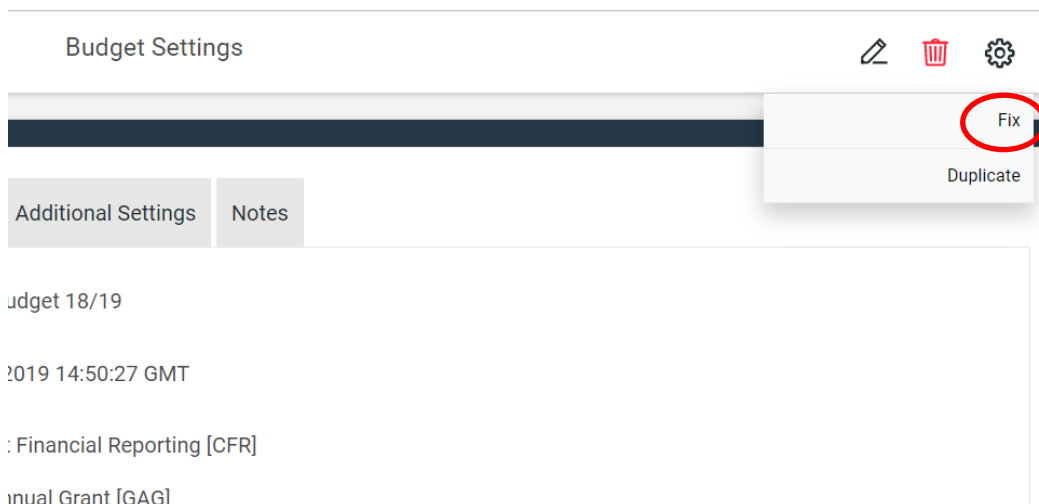 Budget Settings
Fix
Duplicate
Additional Settings
Notes
udget 18/19
2019 14:50:27 GMT
t Financial Reporting [CFR]
nnual Grant [GAG]